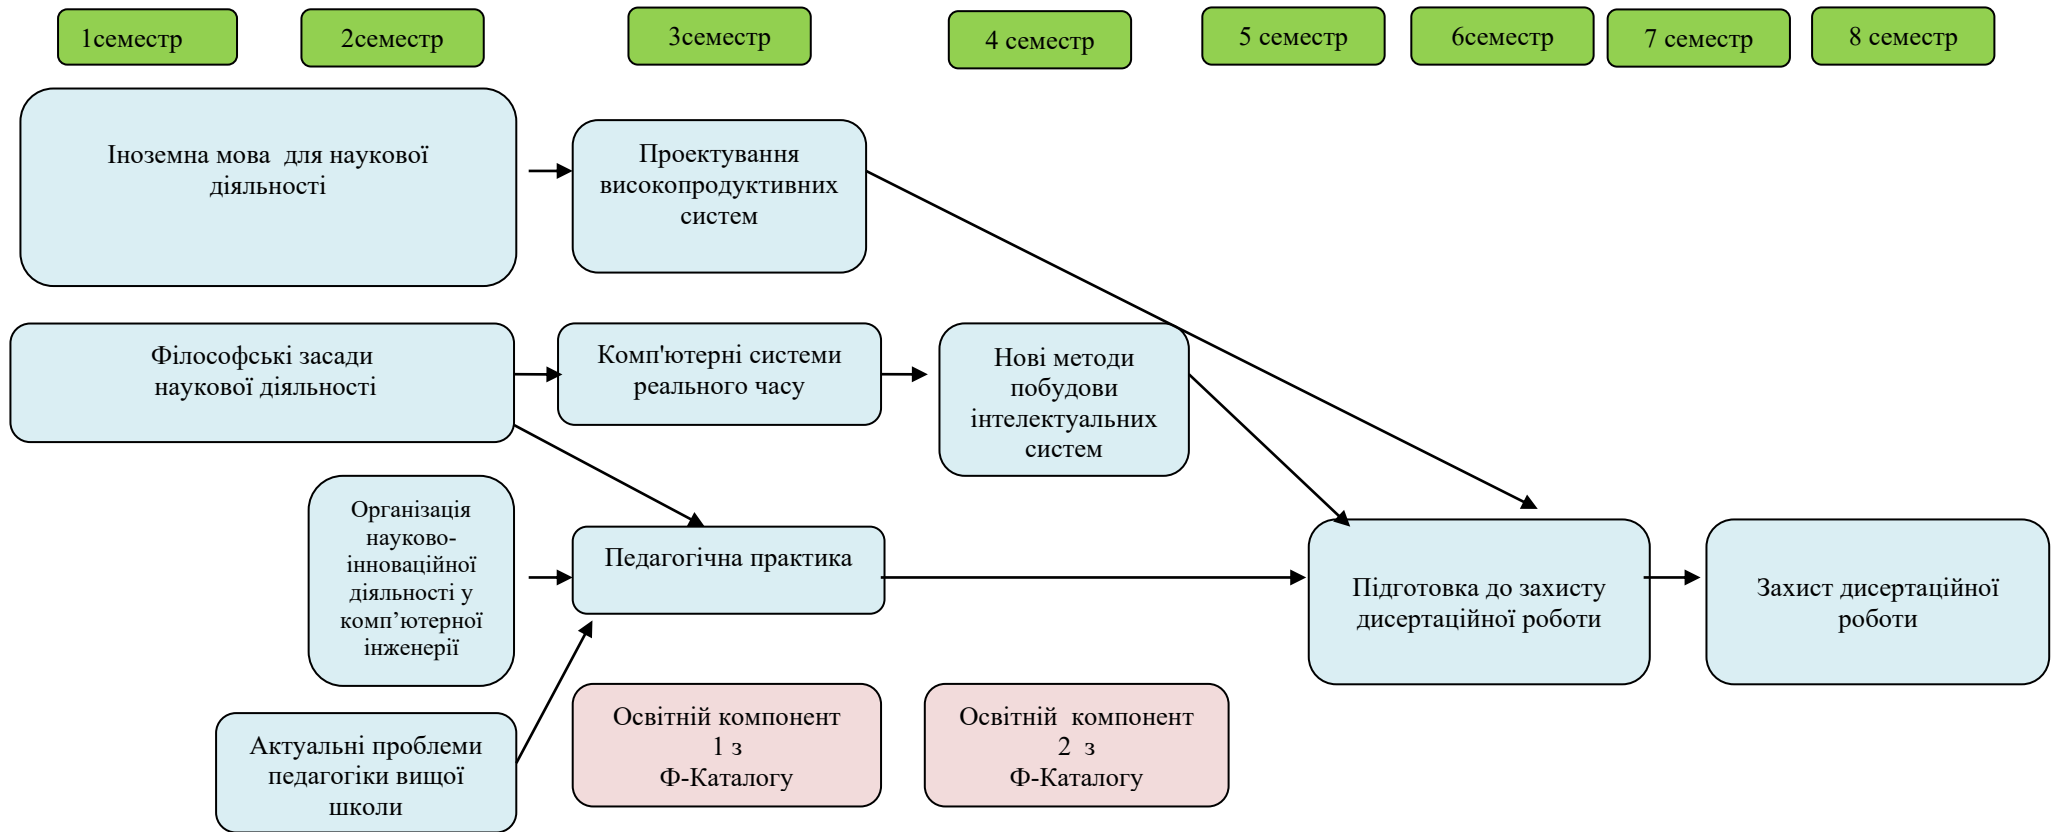 1семестр
2семестр
3семестр
4 семестр
5 семестр
6семестр
7 семестр
8 семестр
Іноземна мова  для наукової
діяльності
Проектування
високопродуктивних
систем
Філософські засади
наукової діяльності
Комп'ютерні системи
реального часу
Нові методи
побудови
інтелектуальних
систем
Організація
науково-
інноваційної
діяльності у
комп’ютерної
інженерії
Педагогічна практика
Підготовка до захисту
дисертаційної роботи
Захист дисертаційної
роботи
Актуальні проблеми
педагогіки вищої
школи
Освітній компонент
1 з
Ф-Каталогу
Освітній  компонент
2  з
Ф-Каталогу